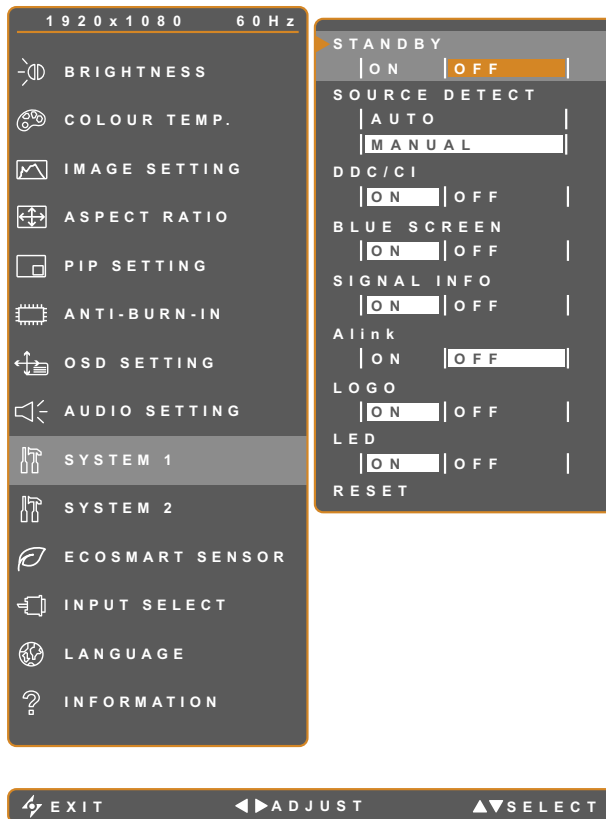 1920x1080 60Hz
BRIGHTNESS
COLOUR TEMP.
IMAGE SETTING
ASPECT RATIO
PIP SETTING
ANTI-BURN-IN
OSD SETTING
AUDIO SETTING
SYSTEM 1
SYSTEM 2
ECOSMART SENSOR
INPUT SELECT
LANGUAGE
INFORMATION
STANDBY
ON OFF
SOURCE DETECT
AUTO
MANUAL
DDC/CI
ON OFF
BLUE SCREEN
ON OFF
SIGNAL INFO
ON OFF
Alink
ON OFF
LOGO
ON OFF
LED
ON OFF
RESET
EXIT ADJUST SELECT